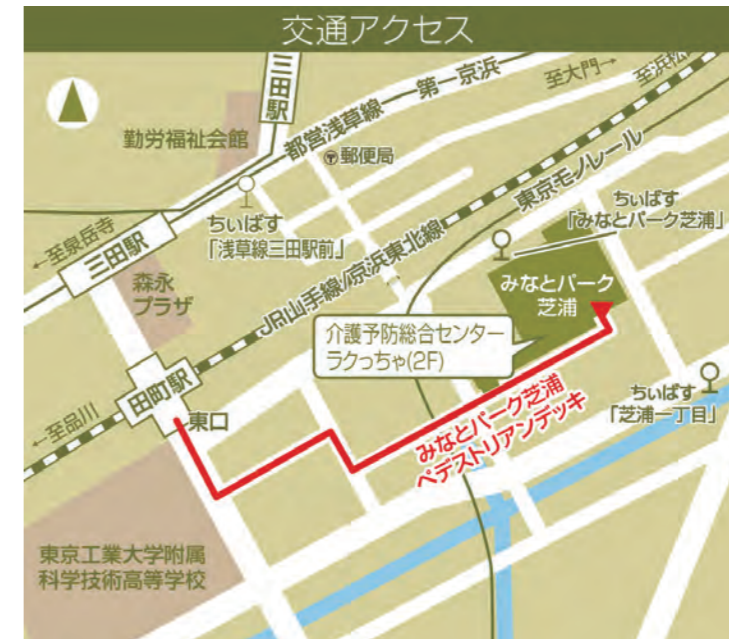 交通アクセス
三田駅
勤労福祉会館
都営浅草線
第一京浜
至大門→
至浜松
〒郵便局
ちぃばす
「浅草線三田駅前」
←至泉岳寺
三田駅
森永
プラザ
JR山手線/京浜東北線
東京モノレール
ちぃばす
「みなとパーク芝浦」
みなとパーク
芝浦
介護予防総合センター
ラクっちゃ(2F)
田町駅
東口
←至品川
みなとパーク芝浦
ペデストリアンデッキ
ちぃばす
「芝浦一丁目」
東京工業大学附属
科学技術高等学校